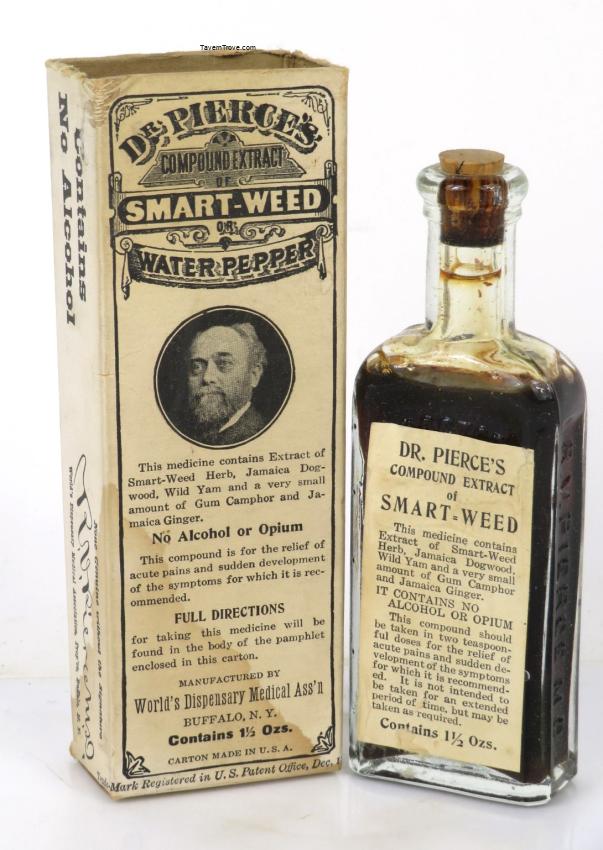 TavernTrove.com
Contains
No Alcohol
DR. PIERCE'S
COMPOUND EXTRACT
OF
SMART-WEED
OR
WATER PEPPER
This medicine contains Extract of
Smart-Weed Herb, Jamaica Dog-
wood, Wild Yam and a very small
amount of Gum Camphor and Ja-
maica Ginger.
No Alcohol or Opium
This compound is for the relief of
acute pains and sudden development
of the symptoms for which it is rec-
ommended.
FULL DIRECTIONS
for taking this medicine will be
found in the body of the pamphlet
enclosed in this carton.
MANUFACTURED BY
World's Dispensary Medical Ass'n
BUFFALO, N. Y.
Contains 1½ Ozs.
CARTON MADE IN U.S.A.
Mark Registered in U.S. Patent Office, Dec.
None Genuine without the Signature
World's Dispensary Medical Association
DR. PIERCE'S
COMPOUND EXTRACT
of
SMART=WEED
This medicine contains
Extract of Smart-Weed
Herb, Jamaica Dogwood,
Wild Yam and a very small
amount of Gum Camphor
and Jamaica Ginger.
IT CONTAINS NO
ALCOHOL OR OPIUM
This compound should
be taken in two teaspoon-
ful doses for the relief of
acute pains and sudden de-
velopment of the symptoms
for which it is recommend-
ed. It is not intended to
be taken for an extended
period of time, but may be
taken as required.
Contains 1½ Ozs.
R.V. PIERCE M.D.